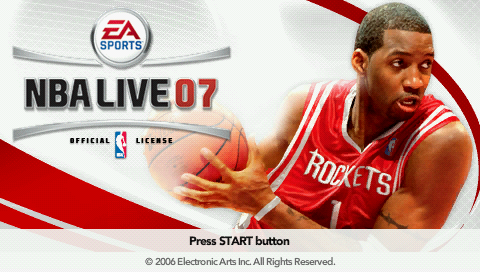 EA
SPORTS
NBA LIVE 07
OFFICIAL LICENSE
ROCKETS
1
Press START button
© 2006 Electronic Arts Inc. All Rights Reserved.